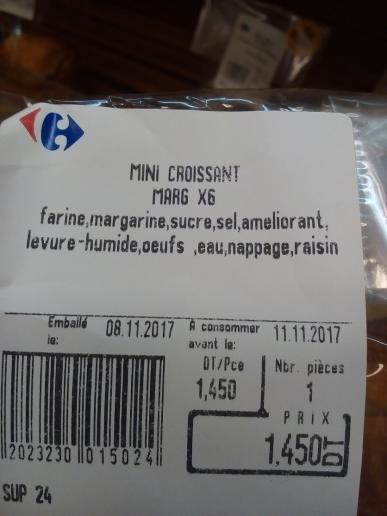 MINI CROISSANT
MARG X6
farine,margarine,sucre,sel,ameliorant,
levure-humide,oeufs ,eau,nappage,raisin
Emballé le: 08.11.2017 A consommer avant le: 11.11.2017
DT/Pce Nbr. pièces
1,450 1
PRIX
1,450DT
2023230 015024
SUP 24